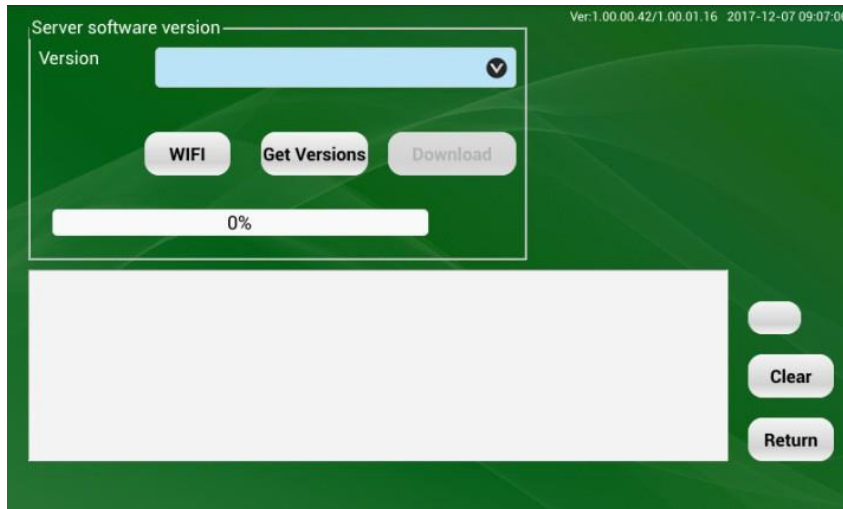 Ver:1.00.00.42/1.00.01.16 2017-12-07 09:07:0
Server software version
Version
WIFI
Get Versions
Download
0%
Clear
Return